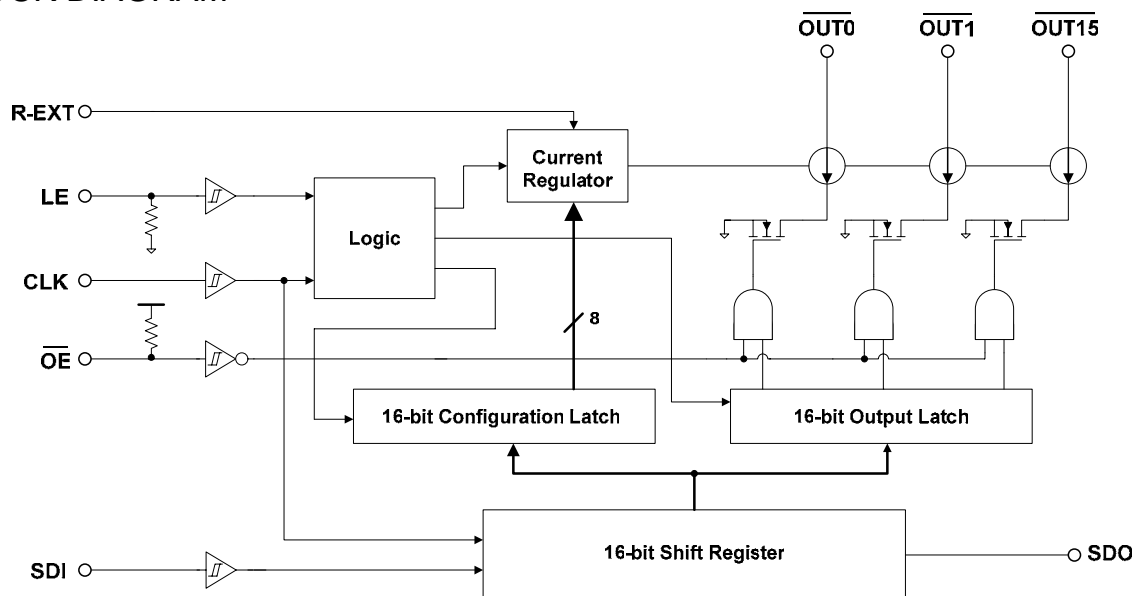 OUT0 OUT1 OUT15
R-EXT
Current
Regulator
LE
Logic
CLK
8
OE
16-bit Configuration Latch
16-bit Output Latch
16-bit Shift Register
SDI
SDO